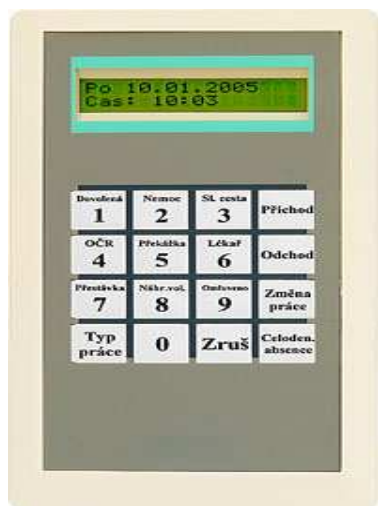 Po 10.01.2005
Cas: 10:03
Dovolená Nemoc Sl. cesta
1 2 3 Příchod
OČR Překážka Lékař
4 5 6 Odchod
Přestávka Náhr.vol. Omluveno
7 8 9 Změna práce
Typ práce 0 Zruš Celoden. absence